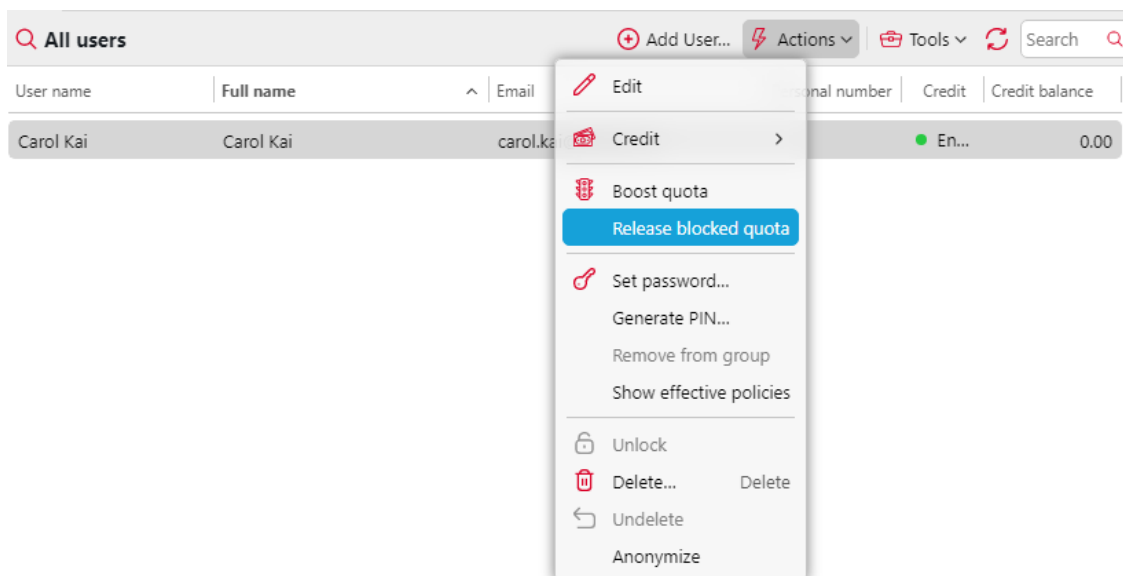 All users
Add User... Actions Tools Search
User name Full name Email onal number Credit Credit balance
Carol Kai Carol Kai carol.ka En... 0.00
Edit
Credit
Boost quota
Release blocked quota
Set password...
Generate PIN...
Remove from group
Show effective policies
Unlock
Delete... Delete
Undelete
Anonymize